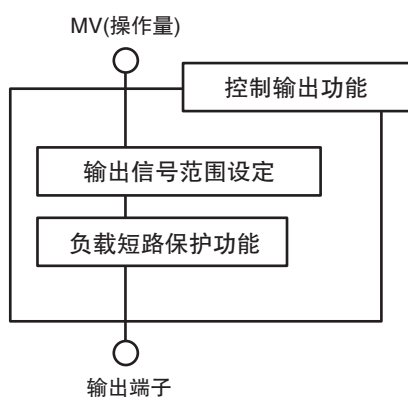 MV(操作量)
控制输出功能
输出信号范围设定
负载短路保护功能
输出端子